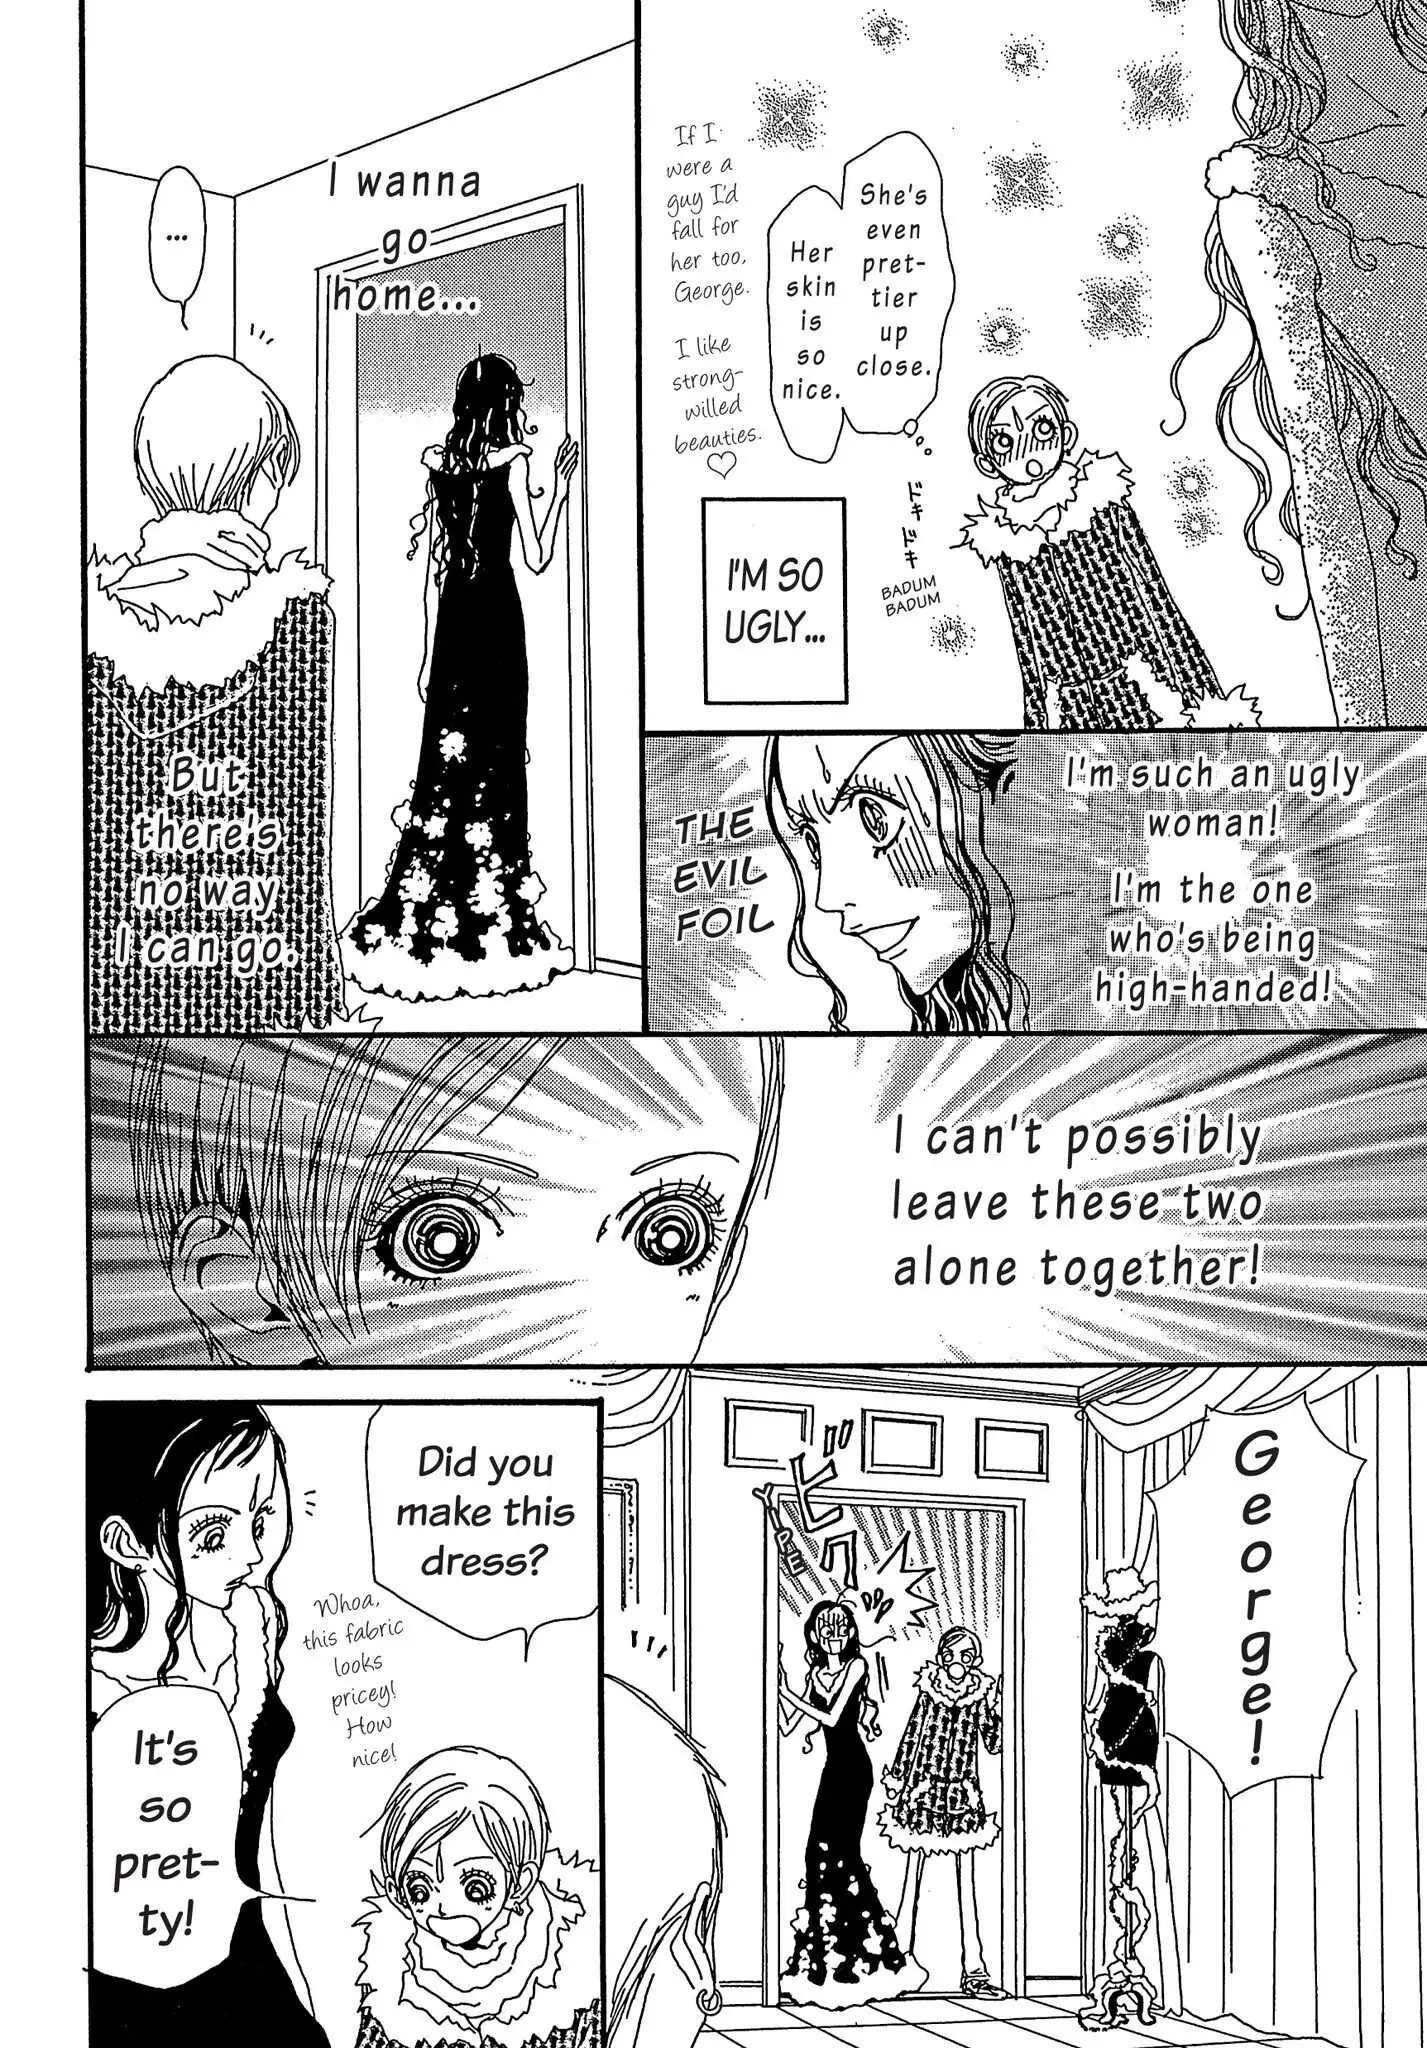 She's
even
pret-
tier
up
close.
Her
skin
is
so
nice.
If I
were a
guy I'd
fall for
her too,
George.
I like
strong-
willed
beauties.
♡
ドキ
ドキ
BADUM
BADUM
I'M SO
UGLY...
I wanna
go
home...
...
But
there's
no way
I can go.
I'm such an ugly
woman!
I'm the one
who's being
high-handed!
THE
EVIL
FOIL
I can't possibly
leave these two
alone together!
George!
ビクッ
YIPE
Did you
make this
dress?
Whoa,
this fabric
looks
pricey!
How
nice!
It's
so
pret-
ty!